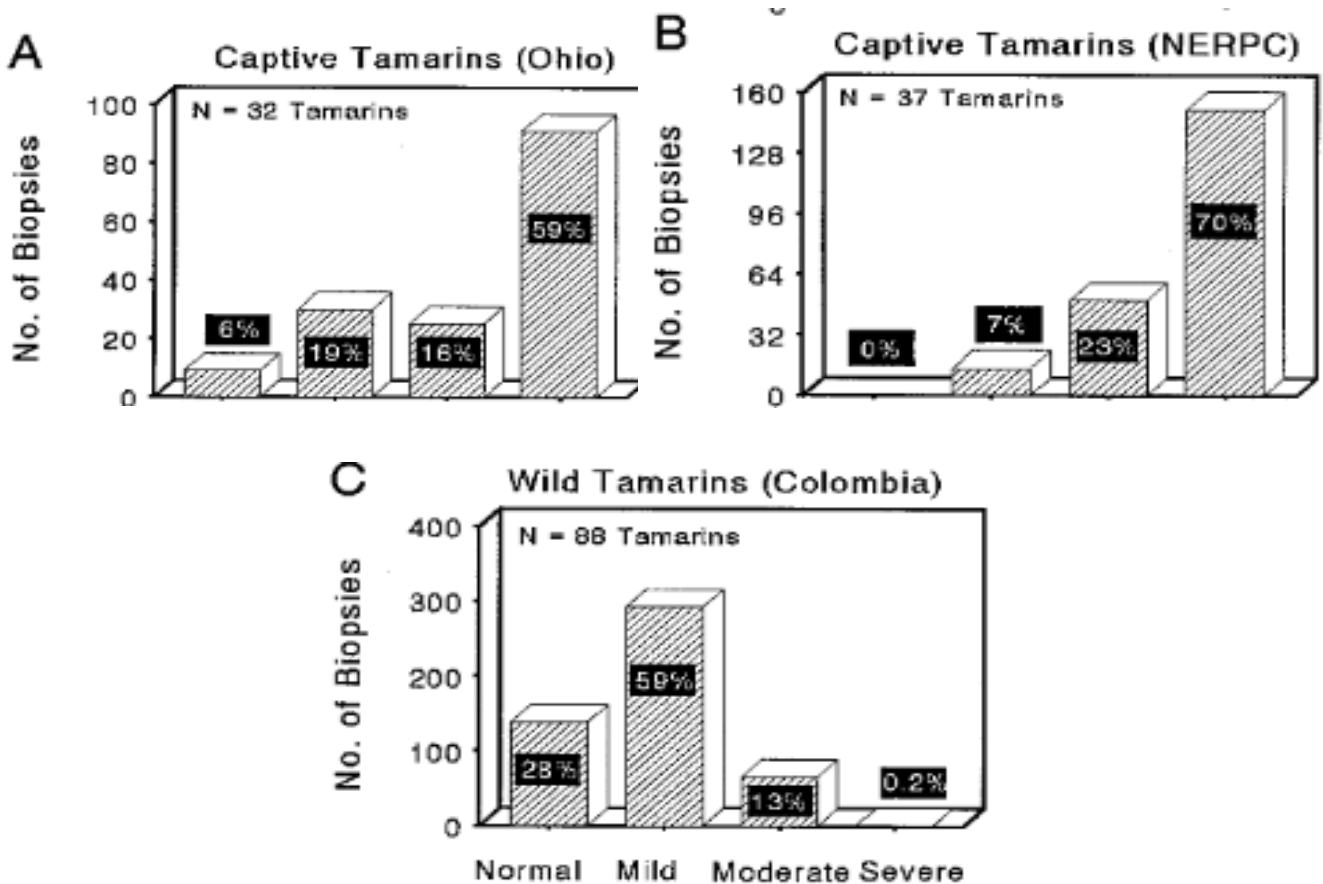 A
Captive Tamarins (Ohio)
N = 32 Tamarins
No. of Biopsies
100
80
60
40
20
0
6%
19%
16%
59%
B
Captive Tamarins (NERPC)
N = 37 Tamarins
No. of Biopsies
160
128
96
64
32
0
0%
7%
23%
70%
C
Wild Tamarins (Colombia)
N = 88 Tamarins
No. of Biopsies
400
300
200
100
0
28%
59%
13%
0.2%
Normal Mild Moderate Severe